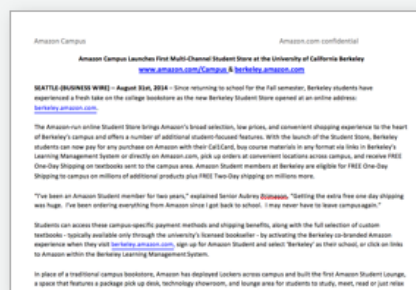 Amazon Campus Amazon.com confidential
Amazon Campus Launches First Multi-Channel Student Store at the University of California Berkeley
www.amazon.com/Campus & berkeley.amazon.com
SEATTLE-(BUSINESS WIRE) – August 31st, 2014 – Since returning to school for the Fall semester, Berkeley students have
experienced a fresh take on the college bookstore as the new Berkeley Student Store opened at an online address:
berkeley.amazon.com.
The Amazon-run online Student Store brings Amazon's broad selection, low prices, and convenient shopping experience to the heart
of Berkeley's campus and offers a number of additional student-focused features. With the launch of the Student Store, Berkeley
students can now pay for any purchase on Amazon with their Cal1Card, buy course materials in any format via links in Berkeley's
Learning Management System or directly on Amazon.com, pick up orders at convenient locations across campus, and receive FREE
One-Day Shipping on textbooks sent to the campus area. Amazon Student members at Berkeley are eligible for FREE One-Day
Shipping to campus on millions of additional products plus FREE Two-Day shipping on millions more.
"I've been an Amazon Student member for two years," explained Senior Aubrey "Getting the extra free one day shipping
was huge. I've been ordering everything from Amazon since I got back to school. I may never have to leave campus again."
Students can access these campus-specific payment methods and shipping benefits, along with the full selection of custom
textbooks - typically available only through the university's licensed bookseller - by activating the Berkeley co-branded Amazon
experience when they visit berkeley.amazon.com, sign up for Amazon Student and select 'Berkeley' as their school, or click on links
to Amazon within the Berkeley Learning Management System.
In place of a traditional campus bookstore, Amazon has deployed Lockers across campus and built the first Amazon Student Lounge,
a space that features a package pick up desk, technology showroom, and lounge area for students to study, meet, read or just relax